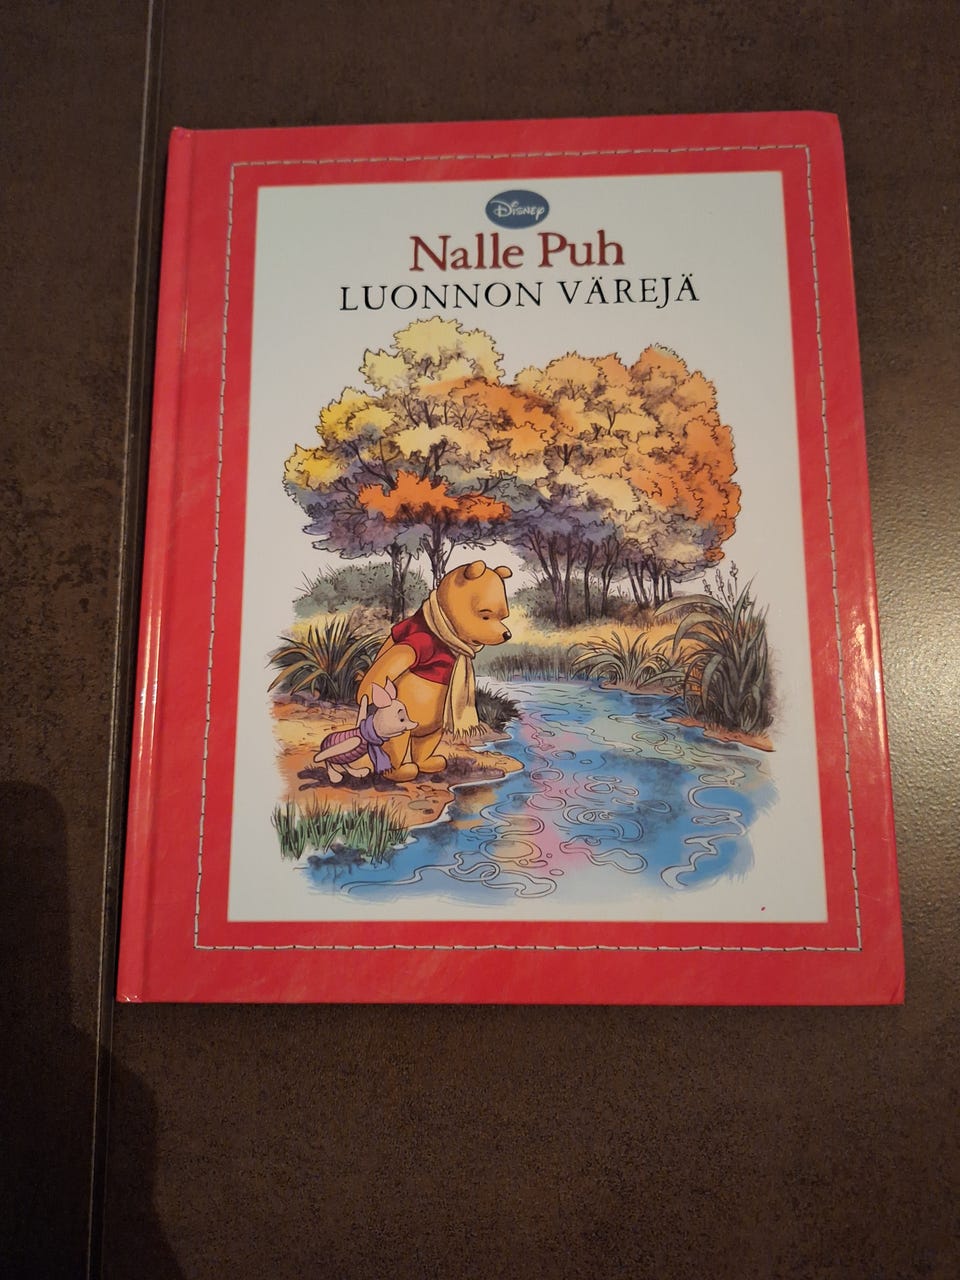 Disney
Nalle Puh
LUONNON VÄREJÄ